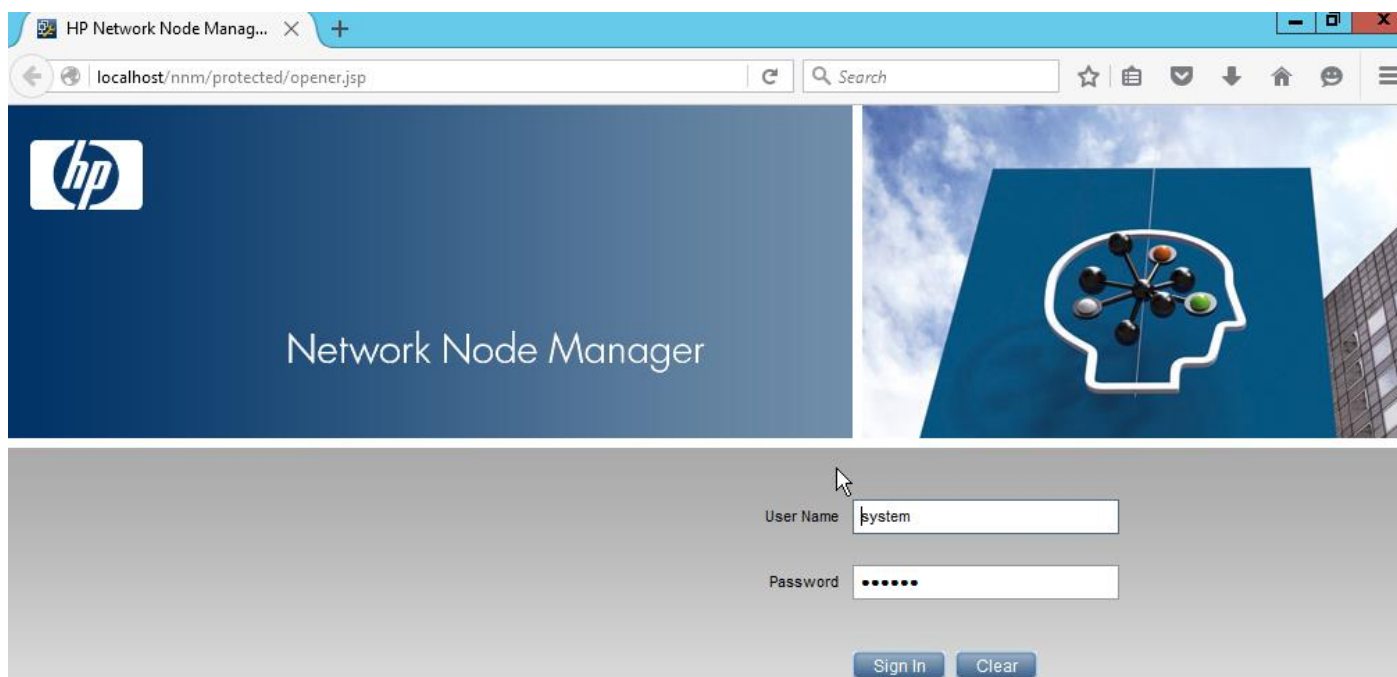 HP Network Node Manag...
localhost/nnm/protected/opener.jsp
Search
hp
Network Node Manager
User Name
system
Password
••••••
Sign In
Clear